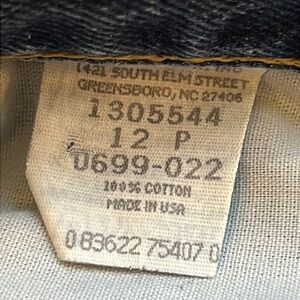 1421 SOUTH ELM STREET
GREENSBORO, NC 27406
1305544
12 P
0699-022
100% COTTON
MADE IN USA
0 83622 75407 0